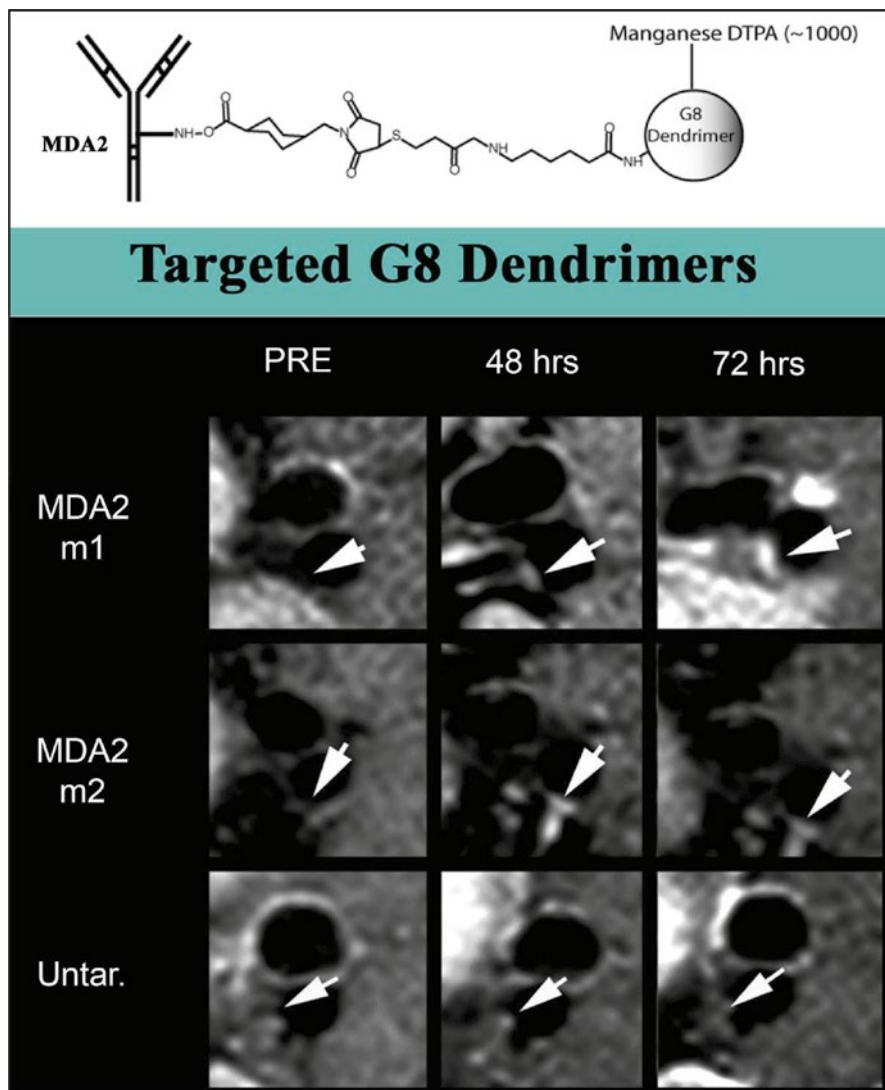 Manganese DTPA (~1000)
MDA2
NH
O
O
N
O
O
S
O
NH
O
NH
G8
Dendrimer
Targeted G8 Dendrimers
PRE 48 hrs 72 hrs
MDA2
m1
MDA2
m2
Untar.